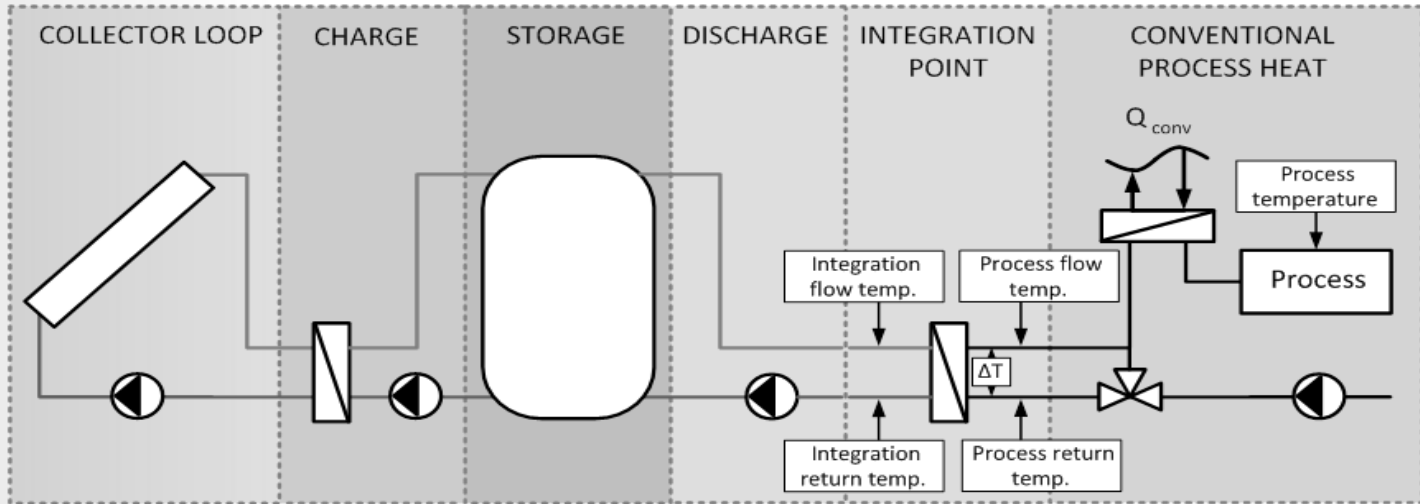 COLLECTOR LOOP
CHARGE
STORAGE
DISCHARGE
INTEGRATION
POINT
CONVENTIONAL
PROCESS HEAT
Q conv
Process
temperature
Integration
flow temp.
Process flow
temp.
Process
ΔT
Integration
return temp.
Process return
temp.